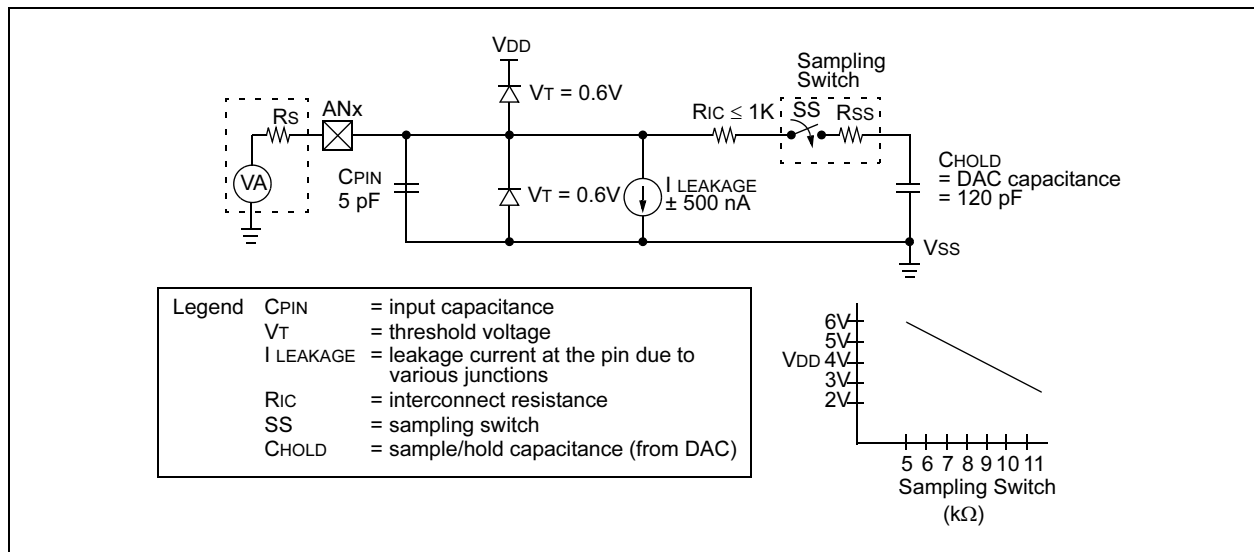 VDD
Sampling
Switch
VT = 0.6V
RS
ANx
RIC ≤ 1K
SS
RSS
VA
CPIN
5 pF
VT = 0.6V
I LEAKAGE
± 500 nA
CHOLD
= DAC capacitance
= 120 pF
VSS
Legend CPIN = input capacitance
VT = threshold voltage
I LEAKAGE = leakage current at the pin due to
various junctions
RIC = interconnect resistance
SS = sampling switch
CHOLD = sample/hold capacitance (from DAC)
6V
5V
VDD 4V
3V
2V
5 6 7 8 9 10 11
Sampling Switch
(kΩ)